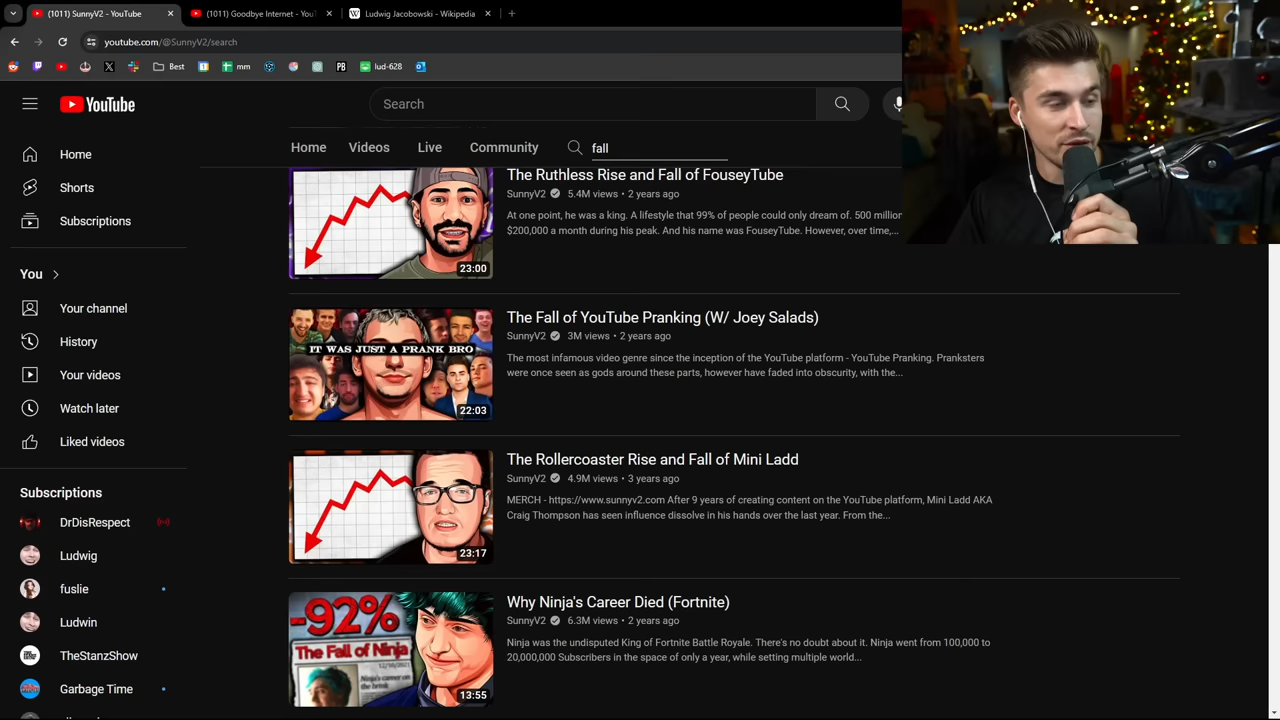 (1011) SunnyV2 - YouTube
(1011) Goodbye Internet - YouT
Ludwig Jacobowski - Wikipedia
youtube.com/@SunnyV2/search
Best
mm
lud-628
YouTube
Search
Home
Videos
Live
Community
fall
Home
Shorts
Subscriptions
You
Your channel
History
Your videos
Watch later
Liked videos
Subscriptions
DrDisRespect
Ludwig
fuslie
Ludwin
TheStanzShow
Garbage Time
The Ruthless Rise and Fall of FouseyTube
SunnyV2 5.4M views • 2 years ago
At one point, he was a king. A lifestyle that 99% of people could only dream of. 500 million
$200,000 a month during his peak. And his name was FouseyTube. However, over time,...
23:00
The Fall of YouTube Pranking (W/ Joey Salads)
SunnyV2 3M views • 2 years ago
The most infamous video genre since the inception of the YouTube platform - YouTube Pranking. Pranksters
were once seen as gods around these parts, however have faded into obscurity, with the...
IT WAS JUST A PRANK BRO
22:03
The Rollercoaster Rise and Fall of Mini Ladd
SunnyV2 4.9M views • 3 years ago
MERCH - https://www.sunnyv2.com After 9 years of creating content on the YouTube platform, Mini Ladd AKA
Craig Thompson has seen influence dissolve in his hands over the last year. From the...
23:17
Why Ninja's Career Died (Fortnite)
SunnyV2 6.3M views • 2 years ago
Ninja was the undisputed King of Fortnite Battle Royale. There's no doubt about it. Ninja went from 100,000 to
20,000,000 Subscribers in the space of only a year, while setting multiple world...
-92%
The Fall of Ninja
Ninja's career on
the brink
13:55